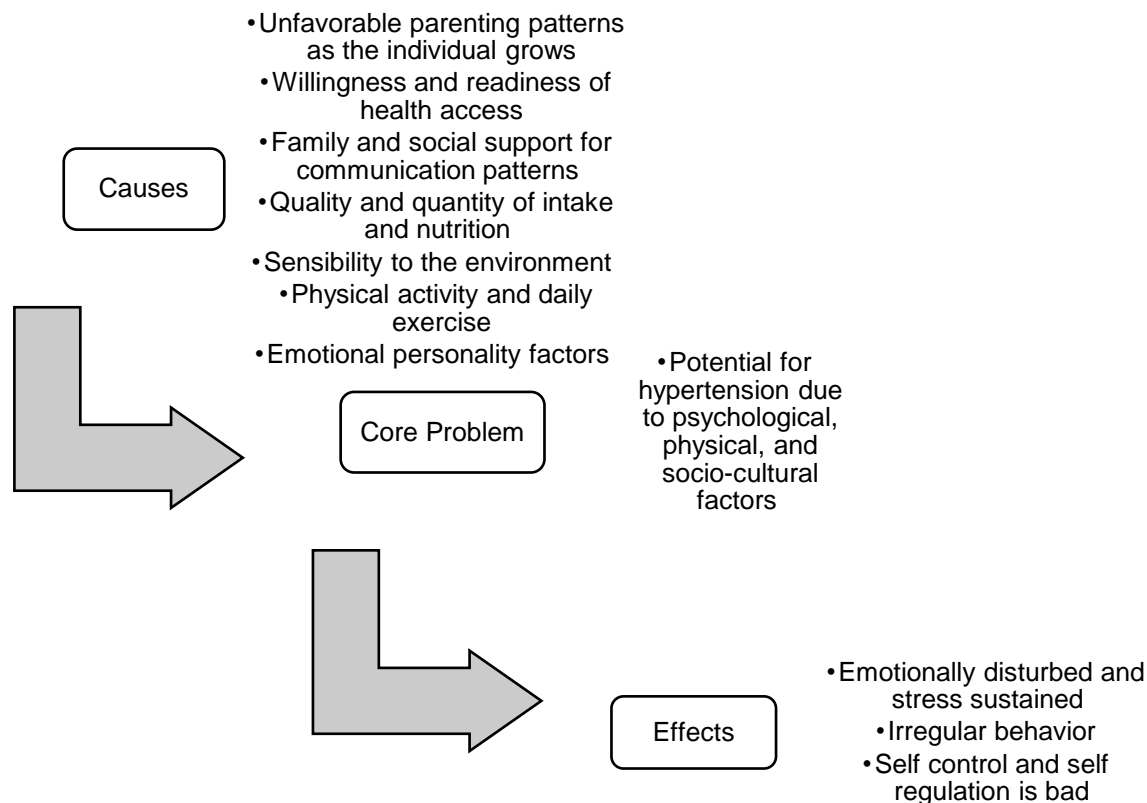 •Unfavorable parenting patterns
as the individual grows
•Willingness and readiness of
health access
•Family and social support for
communication patterns
Causes
•Quality and quantity of intake
and nutrition
•Sensibility to the environment
•Physical activity and daily
exercise
•Emotional personality factors
Core Problem
•Potential for
hypertension due
to psychological,
physical, and
socio-cultural
factors
Effects
•Emotionally disturbed and
stress sustained
•Irregular behavior
•Self control and self
regulation is bad